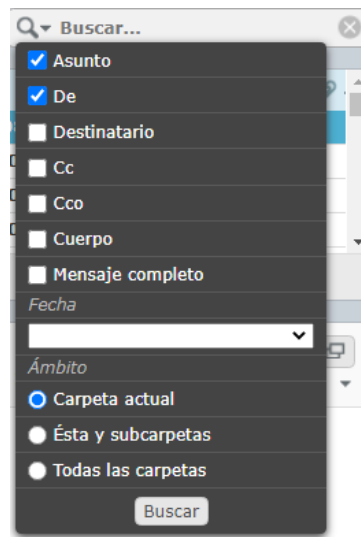 Buscar...
Asunto
De
Destinatario
Cc
Cco
Cuerpo
Mensaje completo
Fecha
Ámbito
Carpeta actual
Ésta y subcarpetas
Todas las carpetas
Buscar